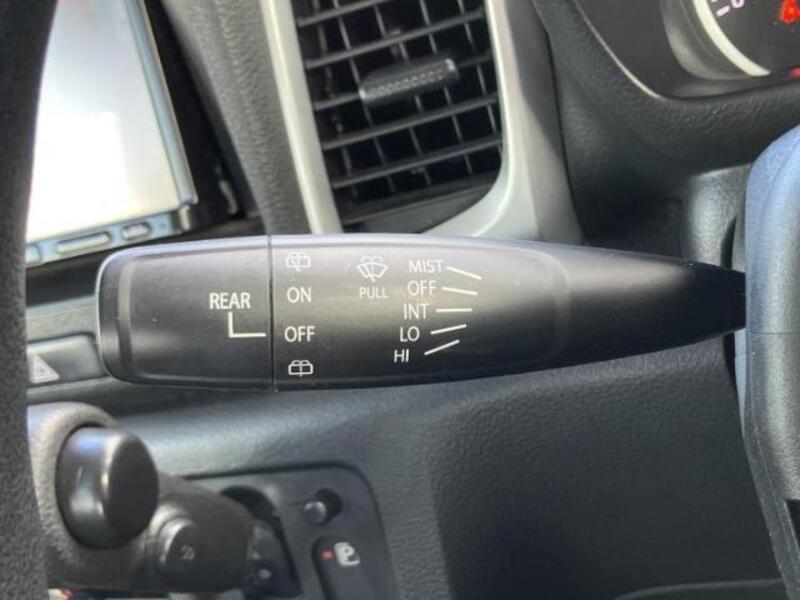 REAR
ON
OFF
PULL
MIST
OFF
INT
LO
HI